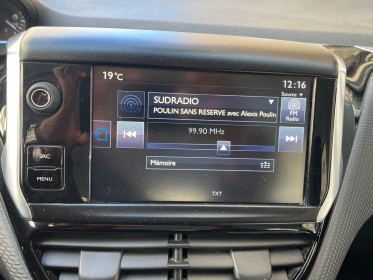 19°C
12:16
Source
SUDRADIO
POULIN SANS RESERVE avec Alexis Poulin
FM
Radio
99.90 MHz
SRC
Mémoire
MENU
TXT